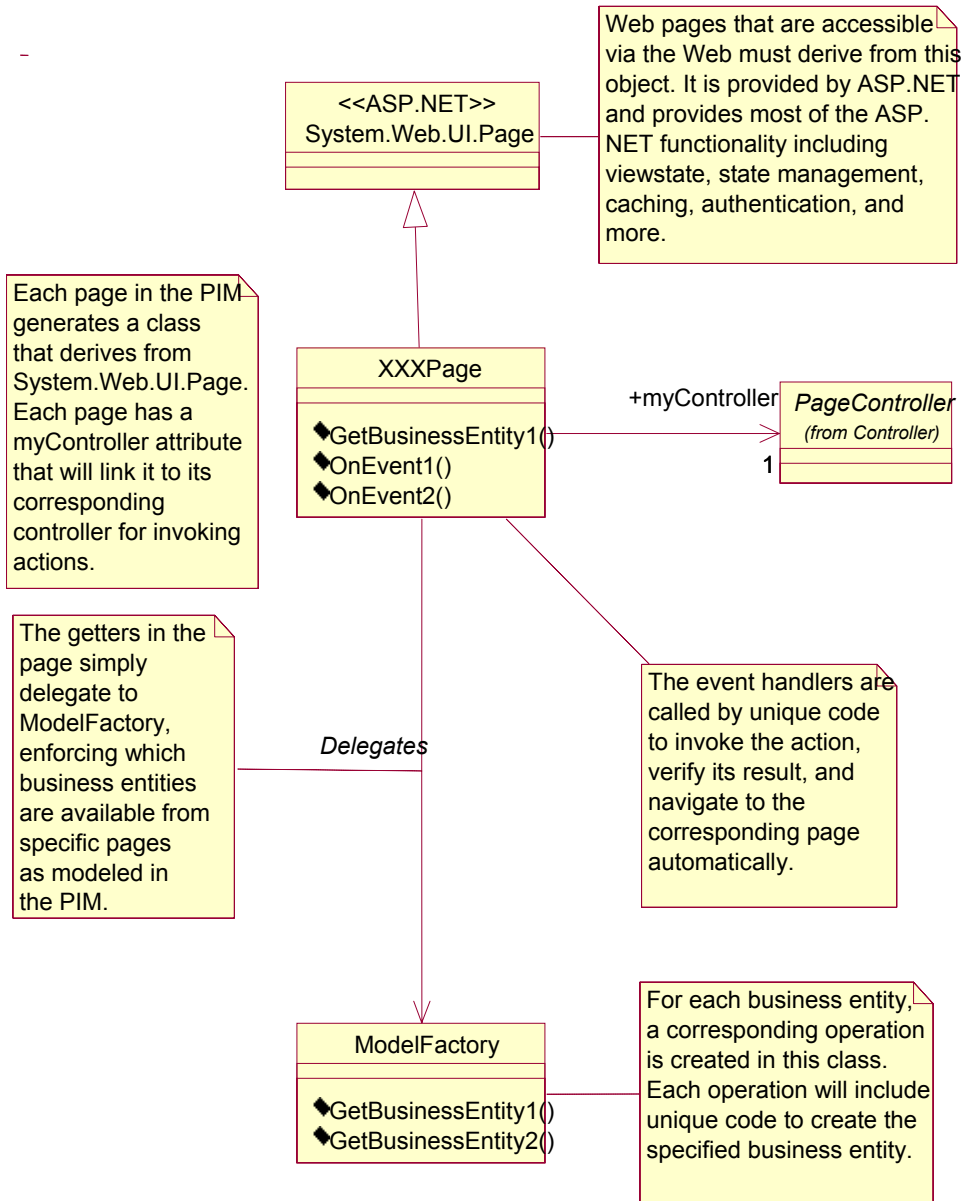 Web pages that are accessible
via the Web must derive from this
object. It is provided by ASP.NET
and provides most of the ASP.
NET functionality including
viewstate, state management,
caching, authentication, and
more.
<<ASP.NET>>
System.Web.UI.Page
Each page in the PIM
generates a class
that derives from
System.Web.UI.Page.
Each page has a
myController attribute
that will link it to its
corresponding
controller for invoking
actions.
XXXPage
GetBusinessEntity1()
OnEvent1()
OnEvent2()
+myController
1
PageController
(from Controller)
The getters in the
page simply
delegate to
ModelFactory,
enforcing which
business entities
are available from
specific pages
as modeled in
the PIM.
Delegates
The event handlers are
called by unique code
to invoke the action,
verify its result, and
navigate to the
corresponding page
automatically.
ModelFactory
GetBusinessEntity1()
GetBusinessEntity2()
For each business entity,
a corresponding operation
is created in this class.
Each operation will include
unique code to create the
specified business entity.